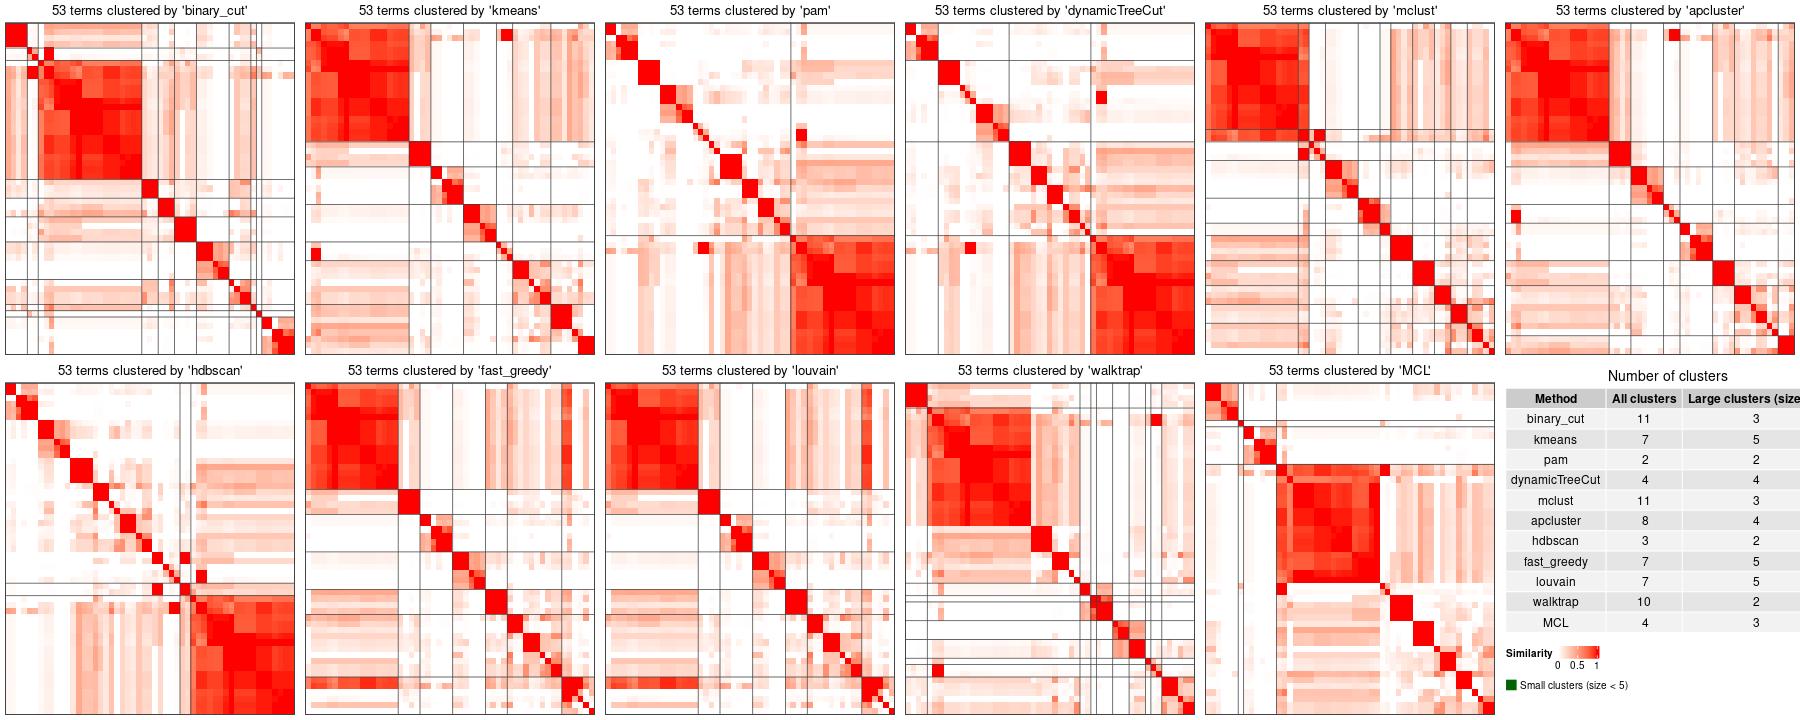 53 terms clustered by 'binary_cut'
53 terms clustered by 'kmeans'
53 terms clustered by 'pam'
53 terms clustered by 'dynamicTreeCut'
53 terms clustered by 'mclust'
53 terms clustered by 'apcluster'
53 terms clustered by 'hdbscan'
53 terms clustered by 'fast_greedy'
53 terms clustered by 'louvain'
53 terms clustered by 'walktrap'
53 terms clustered by 'MCL'
Number of clusters
Method All clusters Large clusters (size
binary_cut 11 3
kmeans 7 5
pam 2 2
dynamicTreeCut 4 4
mclust 11 3
apcluster 8 4
hdbscan 3 2
fast_greedy 7 5
louvain 7 5
walktrap 10 2
MCL 4 3
Similarity
0 0.5 1
Small clusters (size < 5)